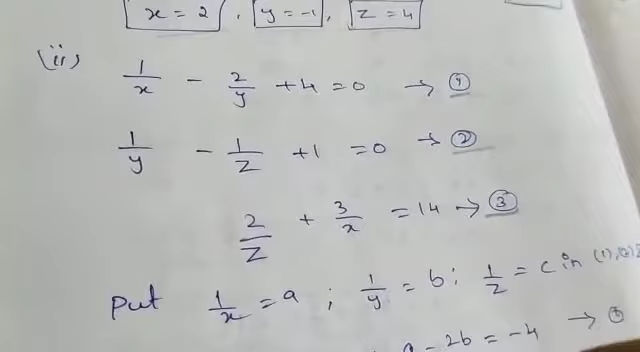 x = 2 , y = -1 , z = 4
(ii) 1/x - 2/y + 4 = 0 → ①
1/y - 1/z + 1 = 0 → ②
2/z + 3/x = 14 → ③
Put 1/x = a ; 1/y = b ; 1/z = c in (1),(2)
a - 2b = -4 →